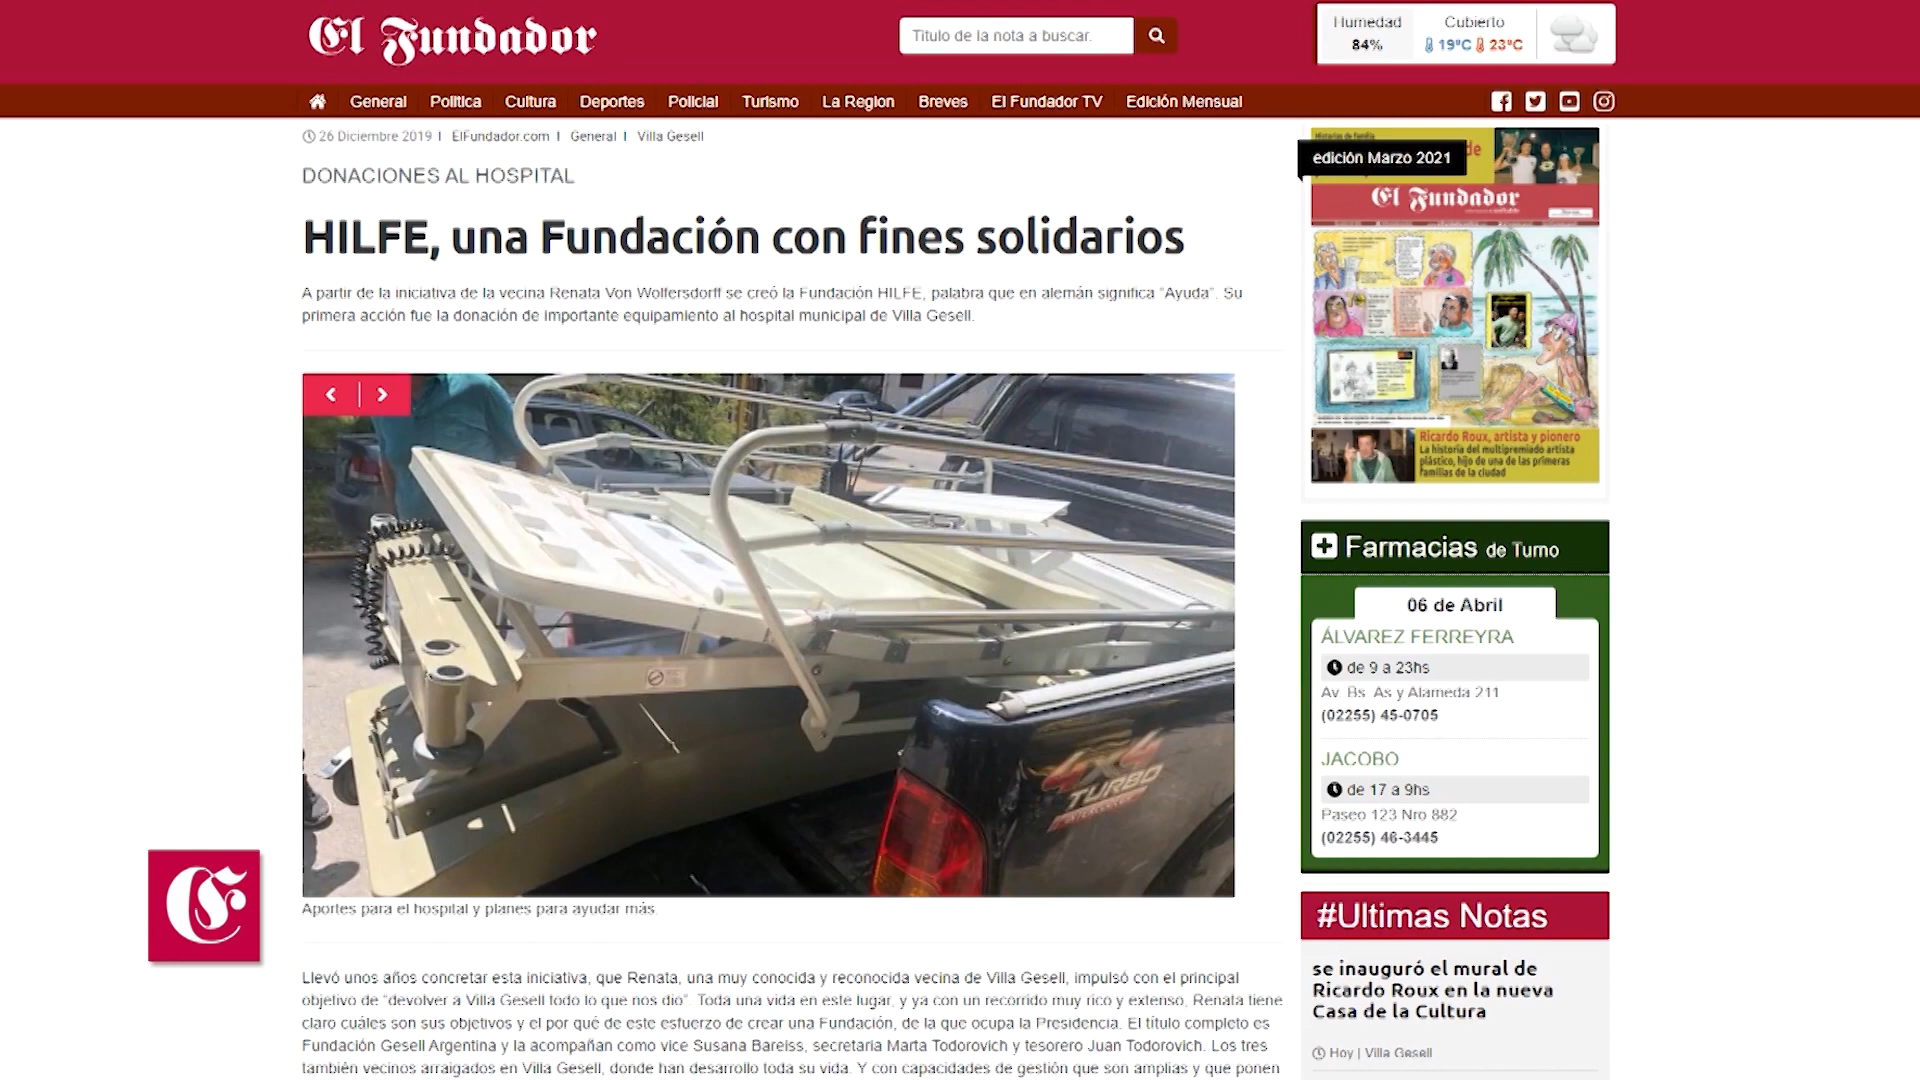 El Fundador
Titulo de la nota a buscar.
Humedad
84%
Cubierto
19ºC 23ºC
General Politica Cultura Deportes Policial Turismo La Region Breves El Fundador TV Edición Mensual
26 Diciembre 2019 I ElFundador.com I General I Villa Gesell
DONACIONES AL HOSPITAL
HILFE, una Fundación con fines solidarios
A partir de la iniciativa de la vecina Renata Von Wolfersdorff se creó la Fundación HILFE, palabra que en alemán significa "Ayuda". Su
primera acción fue la donación de importante equipamiento al hospital municipal de Villa Gesell.
4x4
TURBO
Aportes para el hospital y planes para ayudar más.
Llevó unos años concretar esta iniciativa, que Renata, una muy conocida y reconocida vecina de Villa Gesell, impulsó con el principal
objetivo de "devolver a Villa Gesell todo lo que nos dio". Toda una vida en este lugar, y ya con un recorrido muy rico y extenso, Renata tiene
claro cuáles son sus objetivos y el por qué de este esfuerzo de crear una Fundación, de la que ocupa la Presidencia. El título completo es
Fundación Gesell Argentina y la acompañan como vice Susana Bareiss, secretaria Marta Todorovich y tesorero Juan Todorovich. Los tres
también vecinos arraigados en Villa Gesell, donde han desarrollo toda su vida. Y con capacidades de gestión que son amplias y que ponen
Historias de familia
de
edición Marzo 2021
El Fundador
Ricardo Roux, artista y pionero
La historia del multipremiado artista
plástico, hijo de una de las primeras
familias de la ciudad
Farmacias de Turno
06 de Abril
ÁLVAREZ FERREYRA
de 9 a 23hs
Av. Bs. As y Alameda 211
(02255) 45-0705
JACOBO
de 17 a 9hs
Paseo 123 Nro 882
(02255) 46-3445
#Ultimas Notas
se inauguró el mural de
Ricardo Roux en la nueva
Casa de la Cultura
Hoy | Villa Gesell